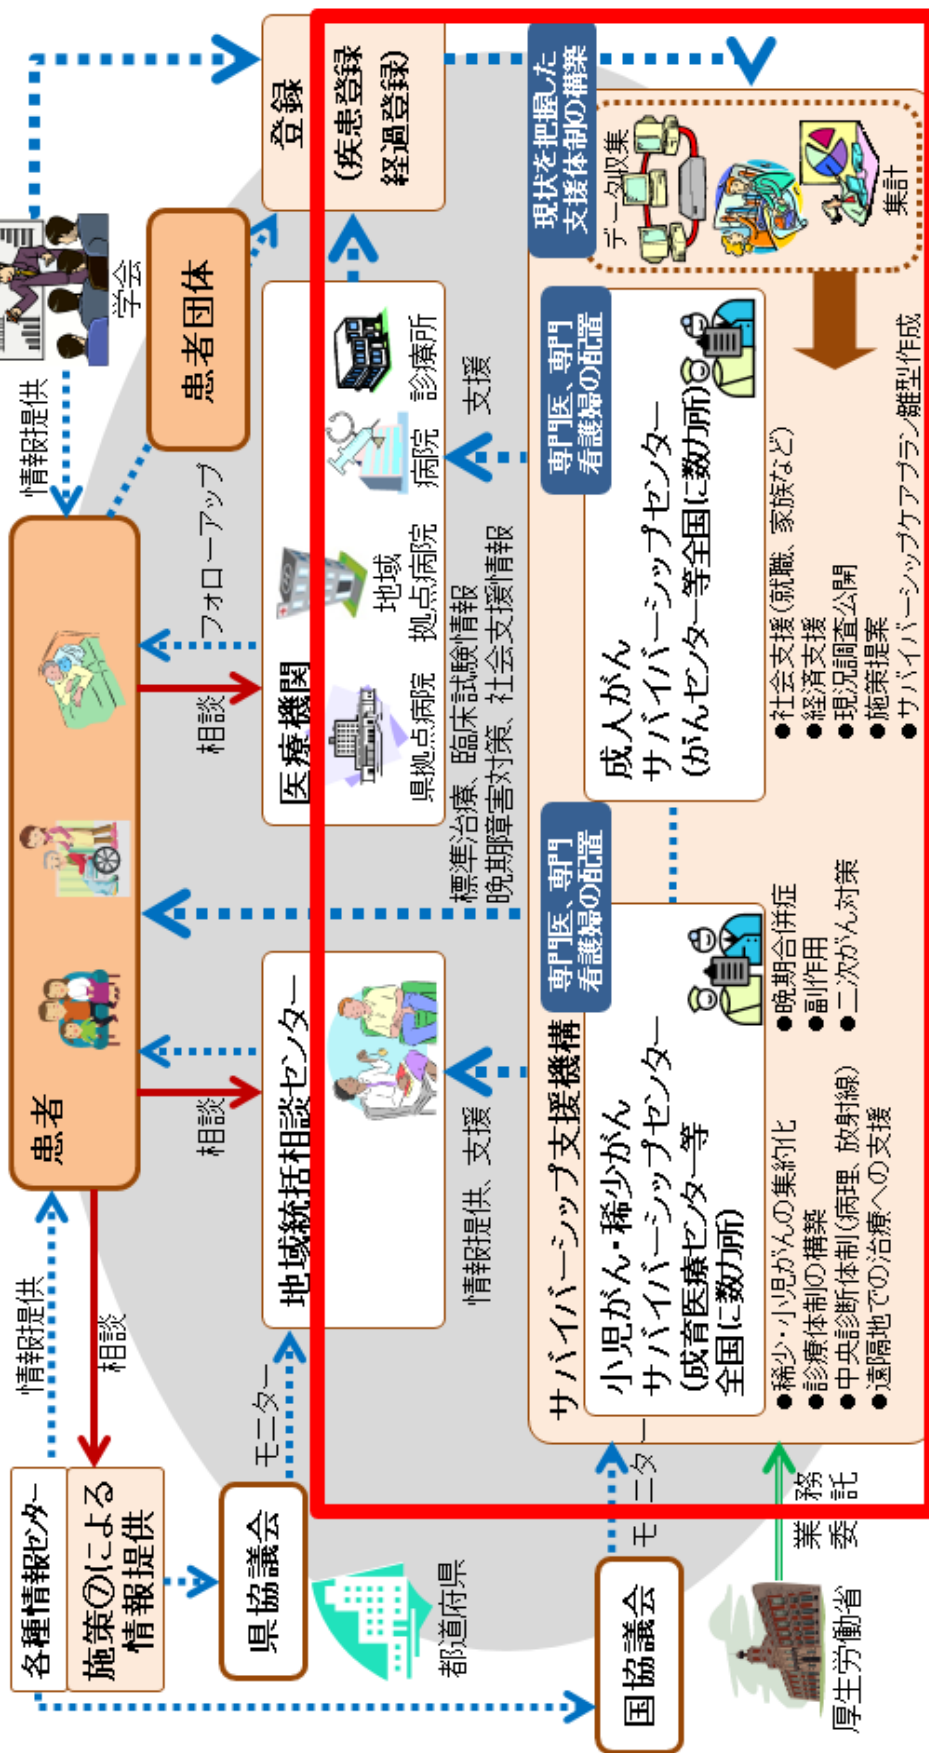 各種情報センター
施策⑦による
情報提供
情報提供
相談
患者
情報提供
学会
患者団体
相談
相談
フォローアップ
県協議会
都道府県
モニター
地域統括相談センター
医療機関
県拠点病院
地域
拠点病院
病院
診療所
登録
(疾患登録
経過登録)
情報提供、支援
標準治療、臨床試験情報
晩期障害対策、社会支援情報
支援
国協議会
モニター
厚生労働省
業務
委託
サバイバーシップ支援機構
専門医、専門
看護婦の配置
小児がん・稀少がん
サバイバーシップセンター
(成育医療センター等
全国に数カ所)
専門医、専門
看護婦の配置
成人がん
サバイバーシップセンター
(がんセンター等全国に数カ所)
現状を把握した
支援体制の構築
データ収集
集計
●稀少・小児がんの集約化
●診療体制の構築
●中央診断体制(病理、放射線)
●遠隔地での治療への支援
●晩期合併症
●副作用
●二次がん対策
●社会支援(就職、家族など)
●経済支援
●現況調査公開
●施策提案
●サバイバーシップケアプラン雛型作成